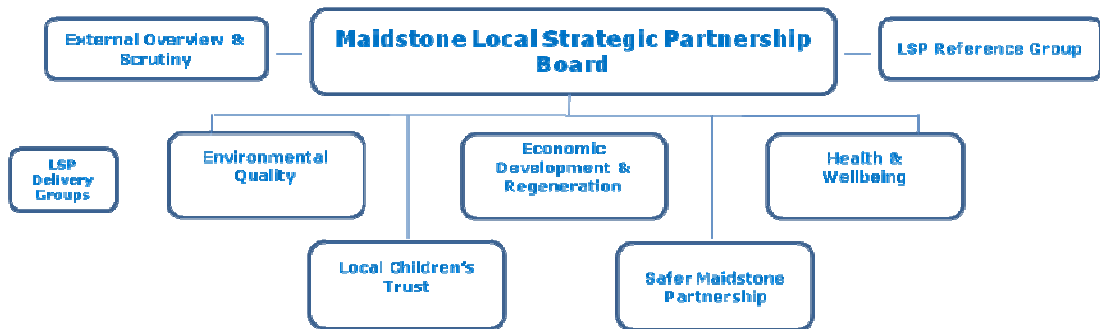 External Overview &
Scrutiny
Maidstone Local Strategic Partnership
Board
LSP Reference Group
LSP
Delivery
Groups
Environmental
Quality
Economic
Development &
Regeneration
Health &
Wellbeing
Local Children's
Trust
Safer Maidstone
Partnership